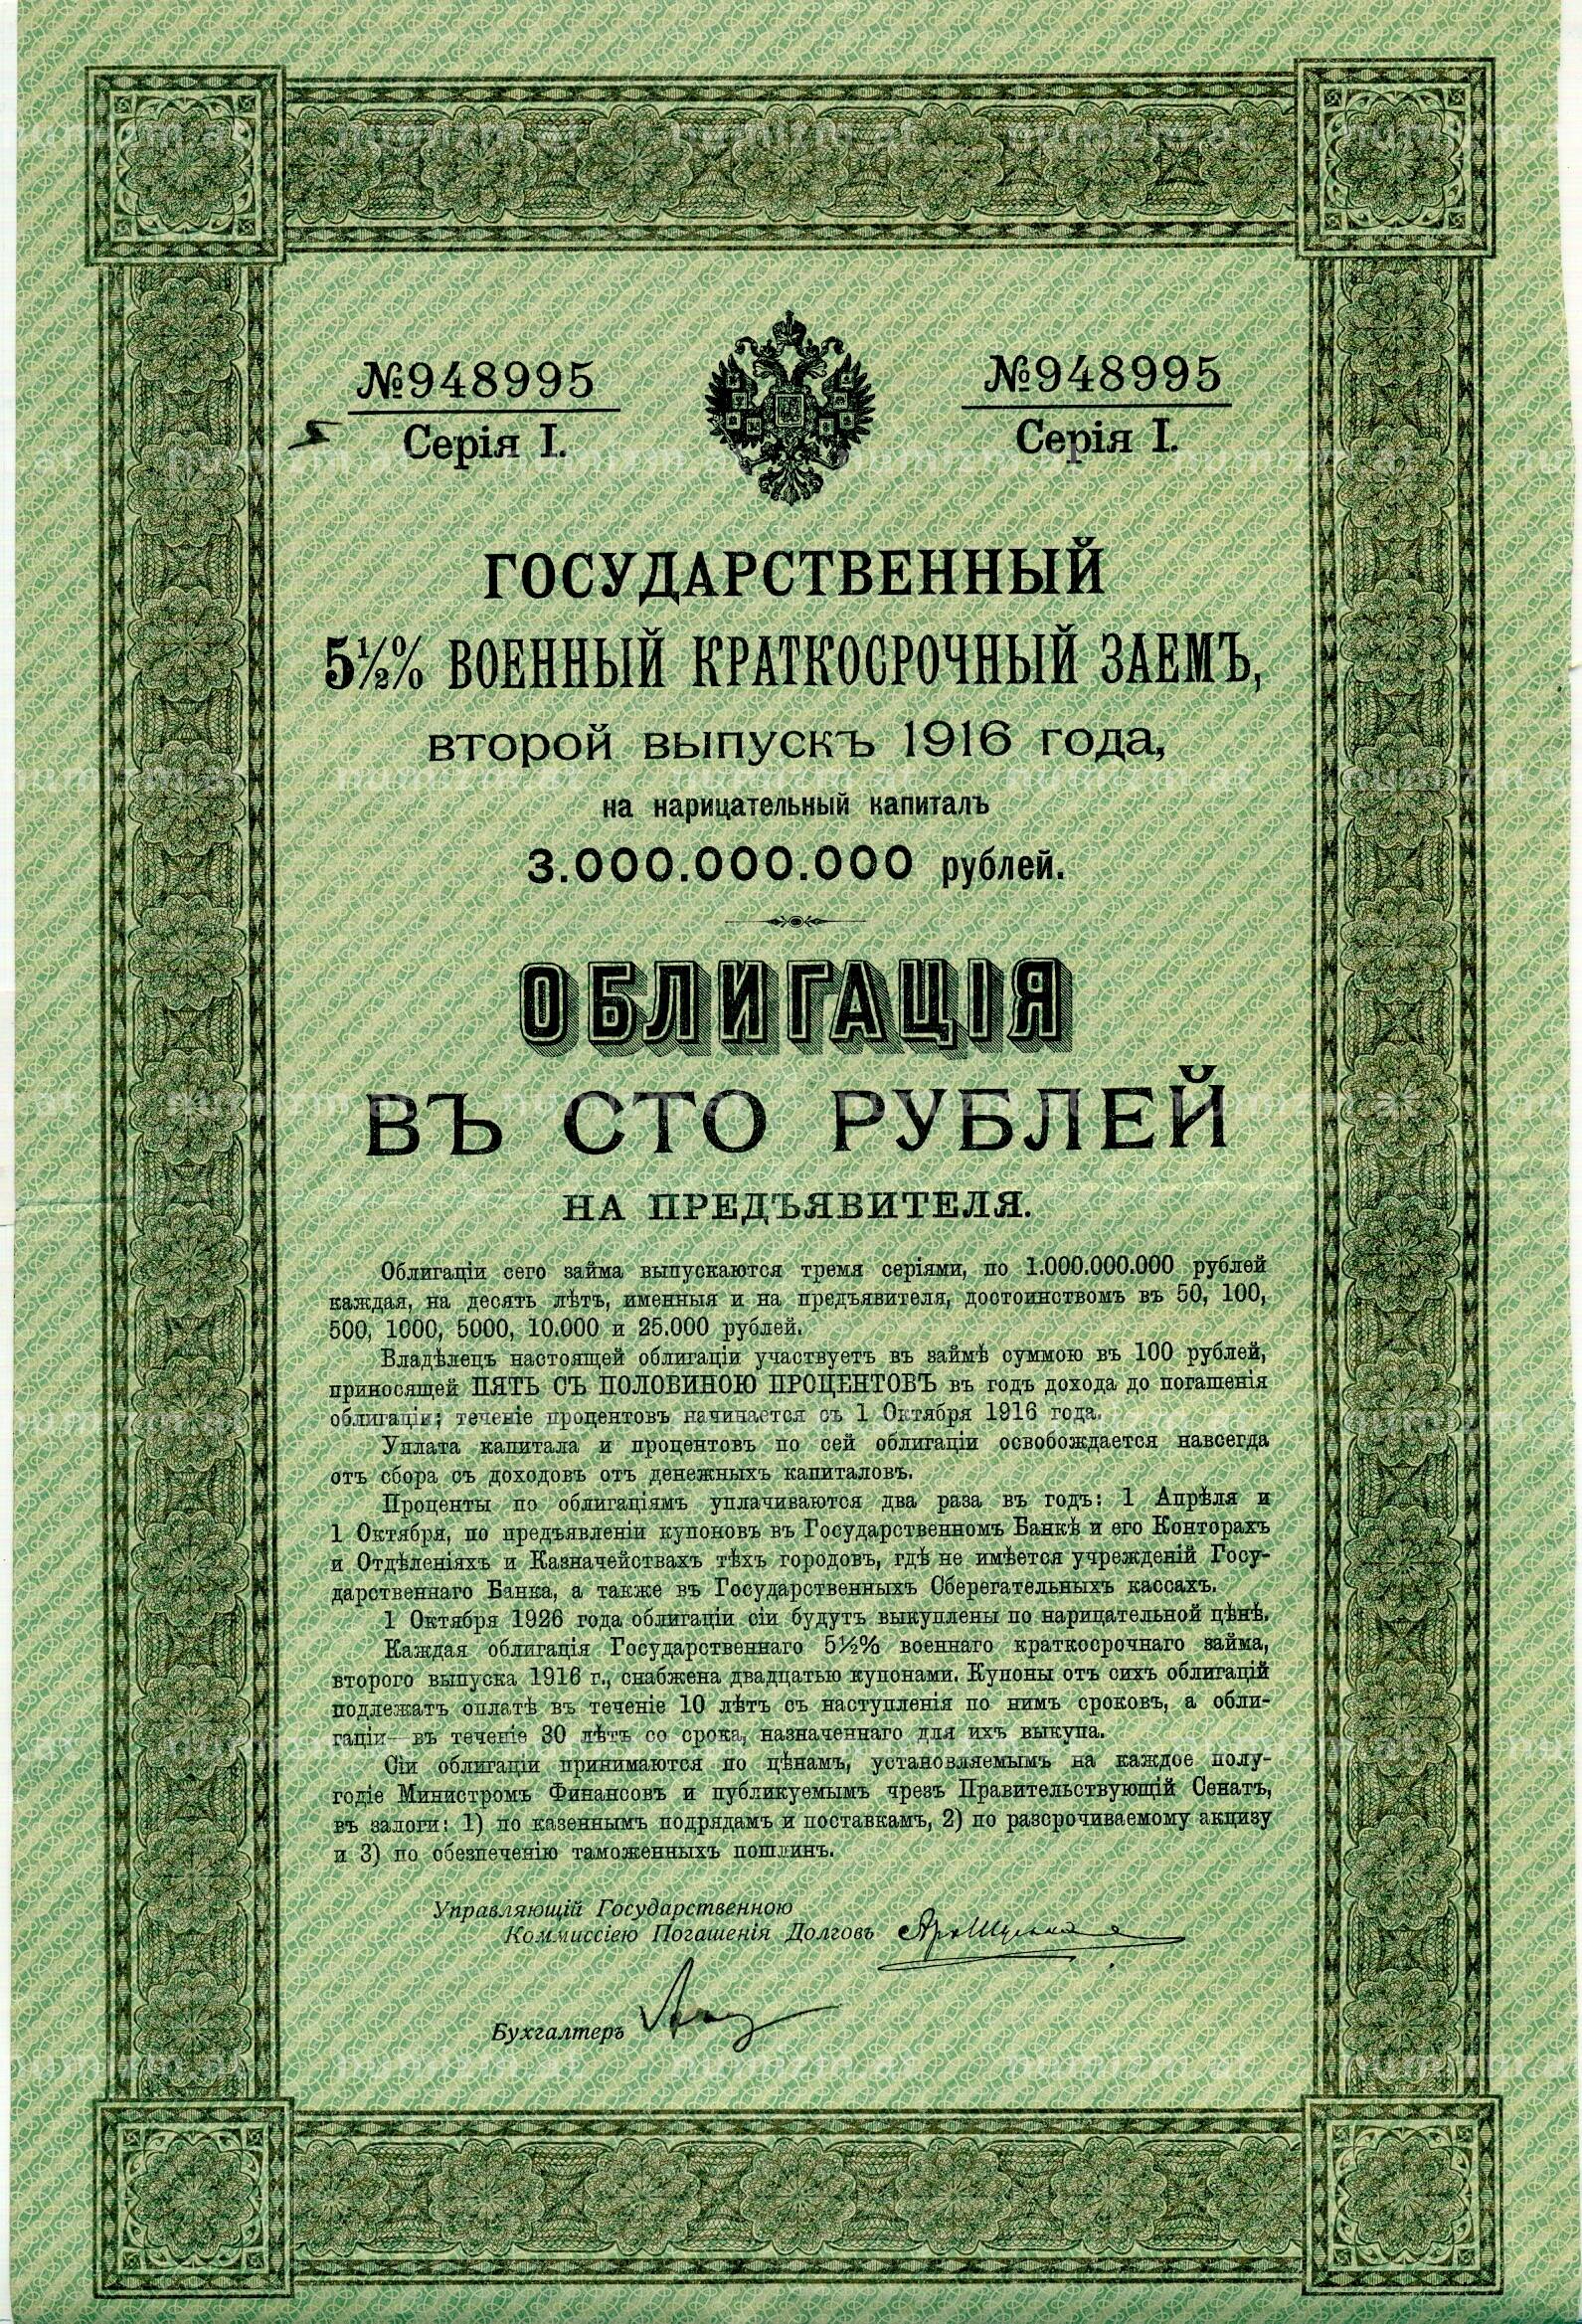 №948995
Серія I.
№948995
Серія I.
ГОСУДАРСТВЕННЫЙ
5½% ВОЕННЫЙ КРАТКОСРОЧНЫЙ ЗАЕМЪ,
второй выпускъ 1916 года,
на нарицательный капиталъ
3.000.000.000 рублей.
ОБЛИГАЦІЯ
ВЪ СТО РУБЛЕЙ
НА ПРЕДЪЯВИТЕЛЯ.
Облигаціи сего займа выпускаются тремя серіями, по 1.000.000.000 рублей
каждая, на десять лѣтъ, именныя и на предъявителя, достоинствомъ въ 50, 100,
500, 1000, 5000, 10.000 и 25.000 рублей.
Владѣлецъ настоящей облигаціи участвуетъ въ займѣ суммою въ 100 рублей,
приносящей ПЯТЬ СЪ ПОЛОВИНОЮ ПРОЦЕНТОВЪ въ годъ дохода до погашенія
облигаціи; теченіе процентовъ начинается съ 1 Октября 1916 года.
Уплата капитала и процентовъ по сей облигаціи освобождается навсегда
отъ сбора съ доходовъ отъ денежныхъ капиталовъ.
Проценты по облигаціямъ уплачиваются два раза въ годъ: 1 Апрѣля и
1 Октября, по предъявленіи купоновъ въ Государственномъ Банкѣ и его Конторахъ
и Отдѣленіяхъ и Казначействахъ тѣхъ городовъ, гдѣ не имѣется учрежденій Госу-
дарственнаго Банка, а также въ Государственныхъ Сберегательныхъ кассахъ.
1 Октября 1926 года облигаціи сіи будутъ выкуплены по нарицательной цѣнѣ.
Каждая облигація Государственнаго 5½% военнаго краткосрочнаго займа,
второго выпуска 1916 г., снабжена двадцатью купонами. Купоны отъ сихъ облигацій
подлежатъ оплатѣ въ теченіе 10 лѣтъ съ наступленія по нимъ сроковъ, а обли-
гаціи—въ теченіе 30 лѣтъ со срока, назначеннаго для ихъ выкупа.
Сіи облигаціи принимаются по цѣнамъ, установляемымъ на каждое полу-
годіе Министромъ Финансовъ и публикуемымъ чрезъ Правительствующій Сенатъ,
въ залоги: 1) по казеннымъ подрядамъ и поставкамъ, 2) по разсрочиваемому акцизу
и 3) по обезпеченію таможенныхъ пошлинъ.
Управляющій Государственною
Коммиссіею Погашенія Долговъ
Бухгалтеръ
numizm.at